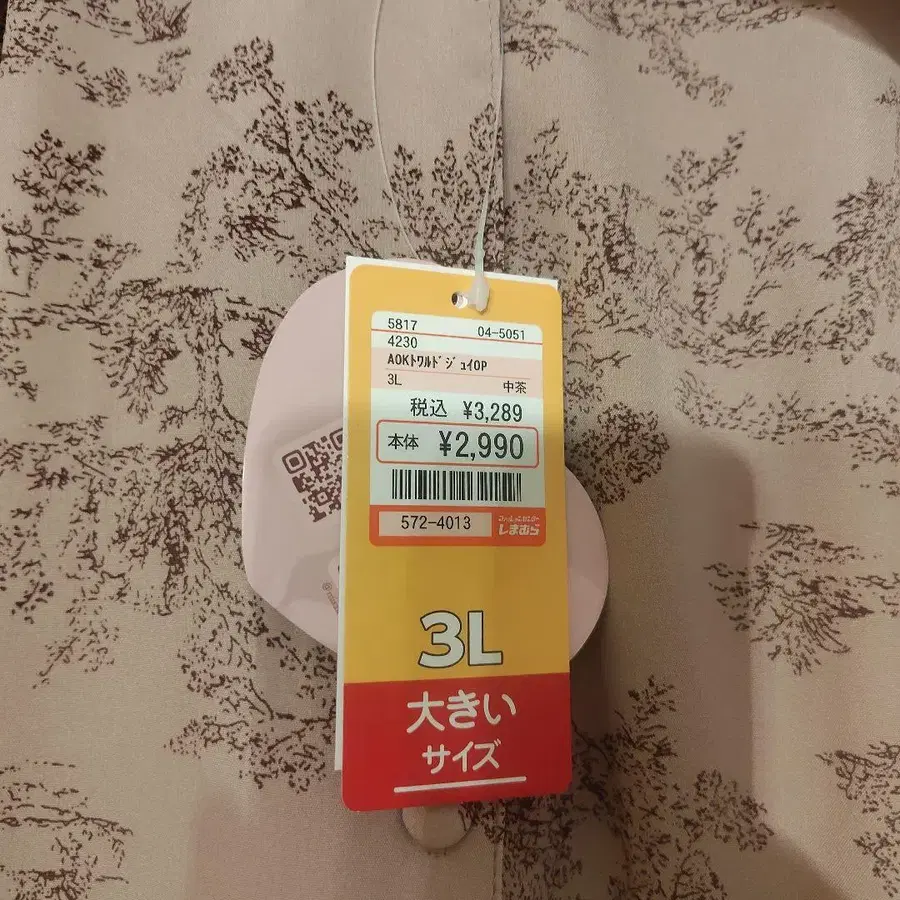 5817 04-5051
4230
AOKﾄﾜﾙﾄﾞｼﾞｭｲOP
3L 中茶
税込 ¥3,289
本体 ¥2,990
572-4013
しまむら
3L
大きい
サイズ